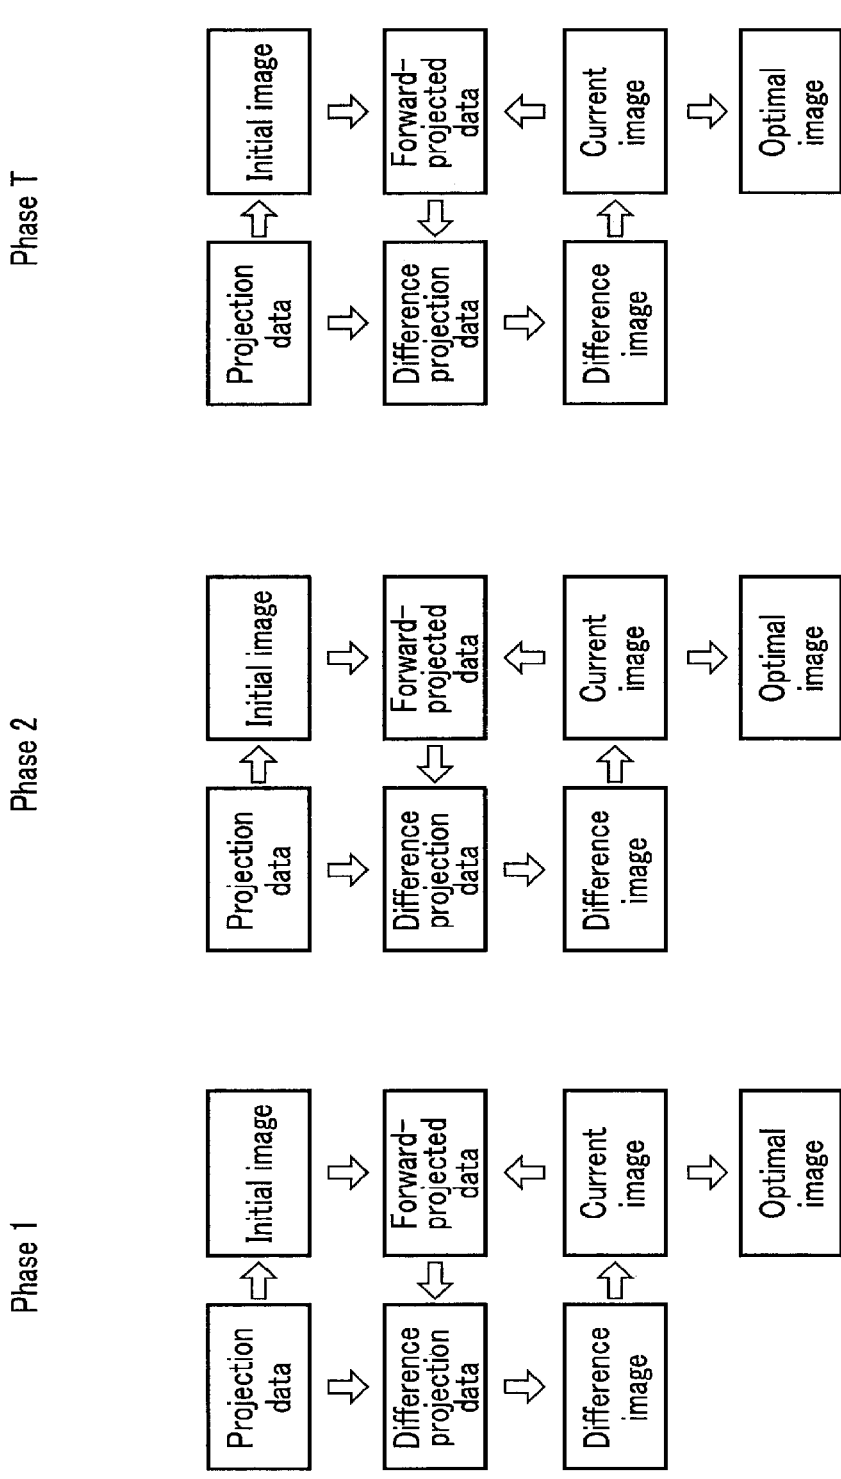 Phase 1
Projection
data
Initial image
Difference
projection
data
Forward-
projected
data
Difference
image
Current
image
Optimal
image
Phase 2
Projection
data
Initial image
Difference
projection
data
Forward-
projected
data
Difference
image
Current
image
Optimal
image
Phase T
Projection
data
Initial image
Difference
projection
data
Forward-
projected
data
Difference
image
Current
image
Optimal
image